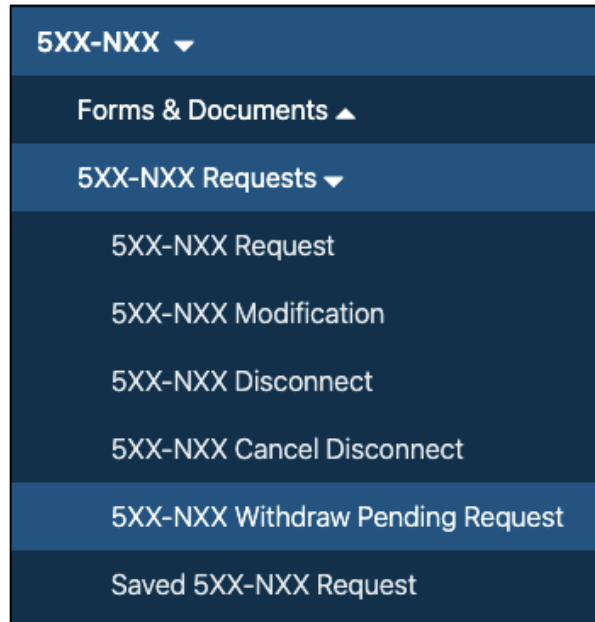 5XX-NXX
Forms & Documents
5XX-NXX Requests
5XX-NXX Request
5XX-NXX Modification
5XX-NXX Disconnect
5XX-NXX Cancel Disconnect
5XX-NXX Withdraw Pending Request
Saved 5XX-NXX Request